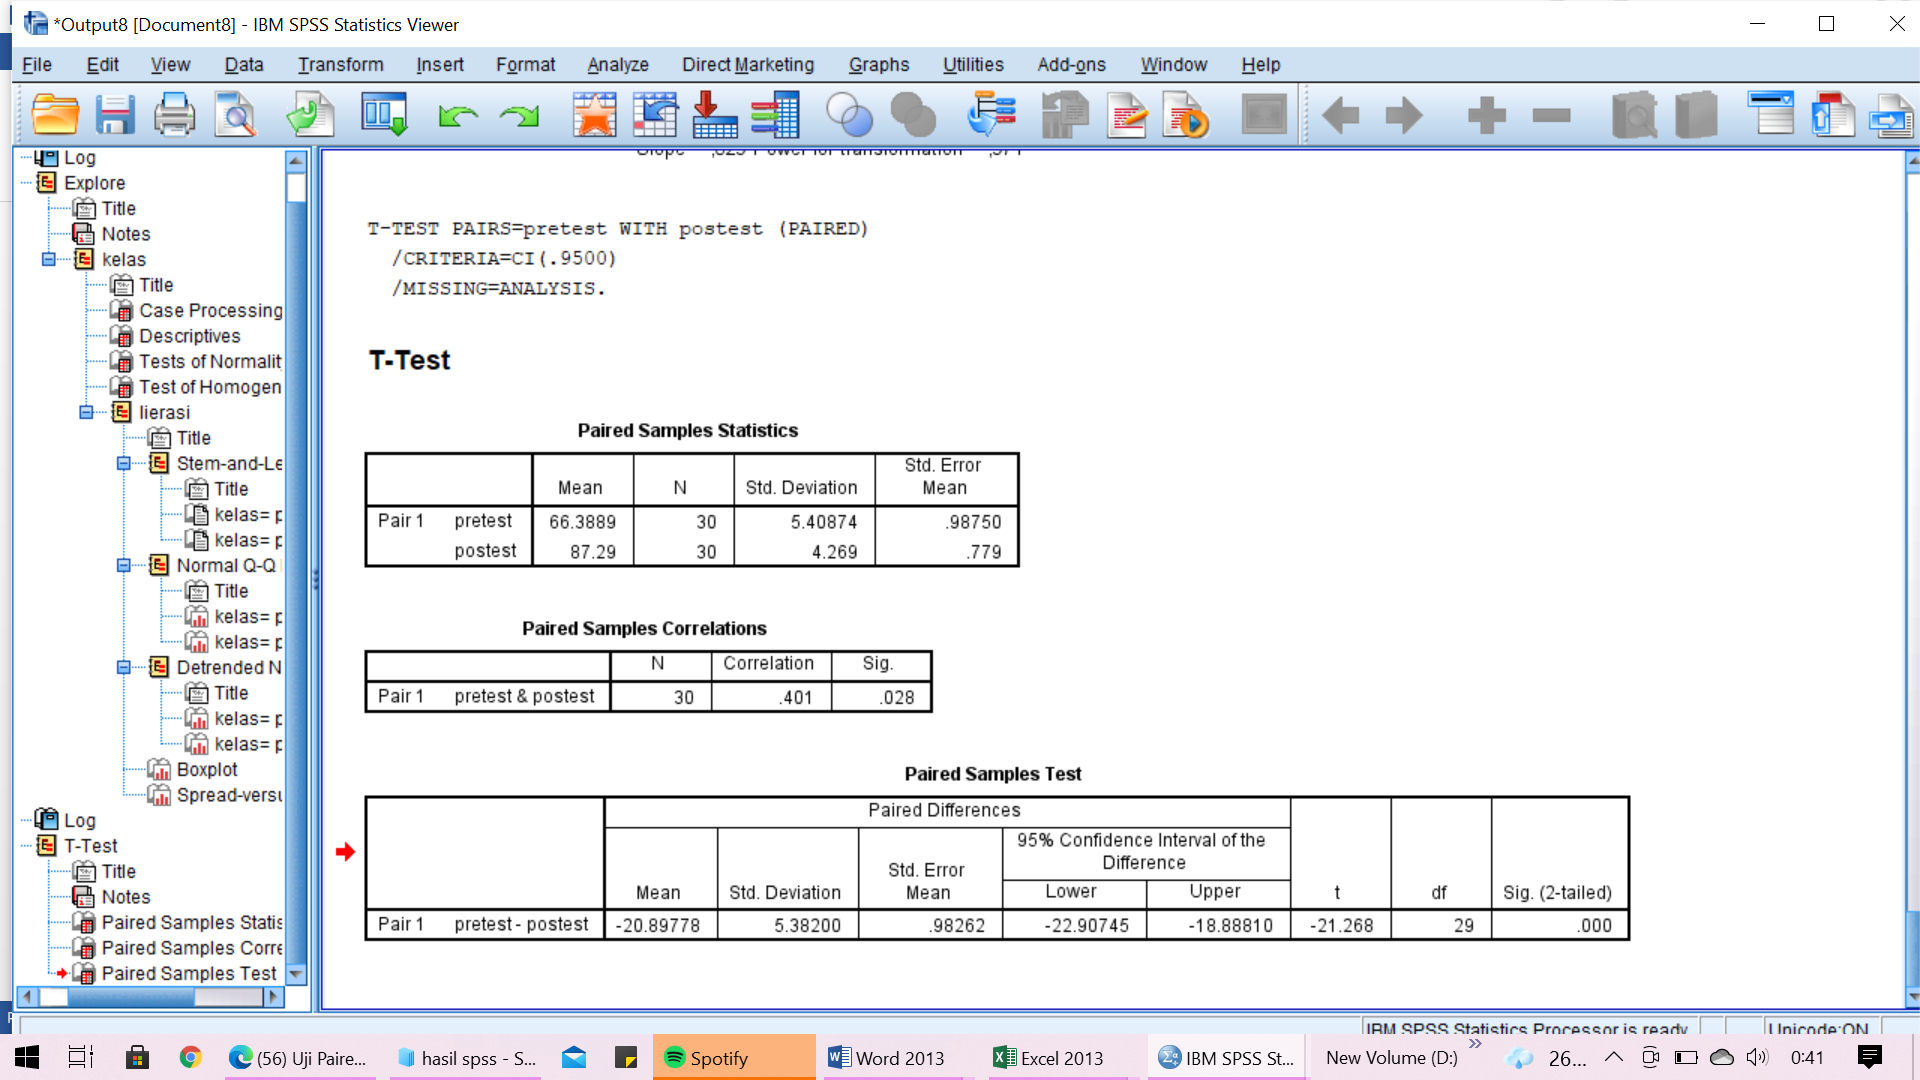 *Output8 [Document8] - IBM SPSS Statistics Viewer
File Edit View Data Transform Insert Format Analyze Direct Marketing Graphs Utilities Add-ons Window Help
Log
Explore
Title
Notes
kelas
Title
Case Processing
Descriptives
Tests of Normalit
Test of Homogen
lierasi
Title
Stem-and-Le
Title
kelas= p
kelas= p
Normal Q-Q
Title
kelas= p
kelas= p
Detrended N
Title
kelas= p
kelas= p
Boxplot
Spread-versu
Log
T-Test
Title
Notes
Paired Samples Statis
Paired Samples Corre
Paired Samples Test
T-TEST PAIRS=pretest WITH postest (PAIRED)
/CRITERIA=CI(.9500)
/MISSING=ANALYSIS.
T-Test
Paired Samples Statistics
Mean N Std. Deviation Std. Error Mean
Pair 1 pretest 66.3889 30 5.40874 .98750
postest 87.29 30 4.269 .779
Paired Samples Correlations
N Correlation Sig.
Pair 1 pretest & postest 30 .401 .028
Paired Samples Test
Paired Differences
95% Confidence Interval of the Difference
Mean Std. Deviation Std. Error Mean Lower Upper t df Sig. (2-tailed)
Pair 1 pretest - postest -20.89778 5.38200 .98262 -22.90745 -18.88810 -21.268 29 .000
IBM SPSS Statistics Processor is ready Unicode:ON
(56) Uji Paire... hasil spss - S... Spotify Word 2013 Excel 2013 IBM SPSS St... New Volume (D:) 26... 0:41